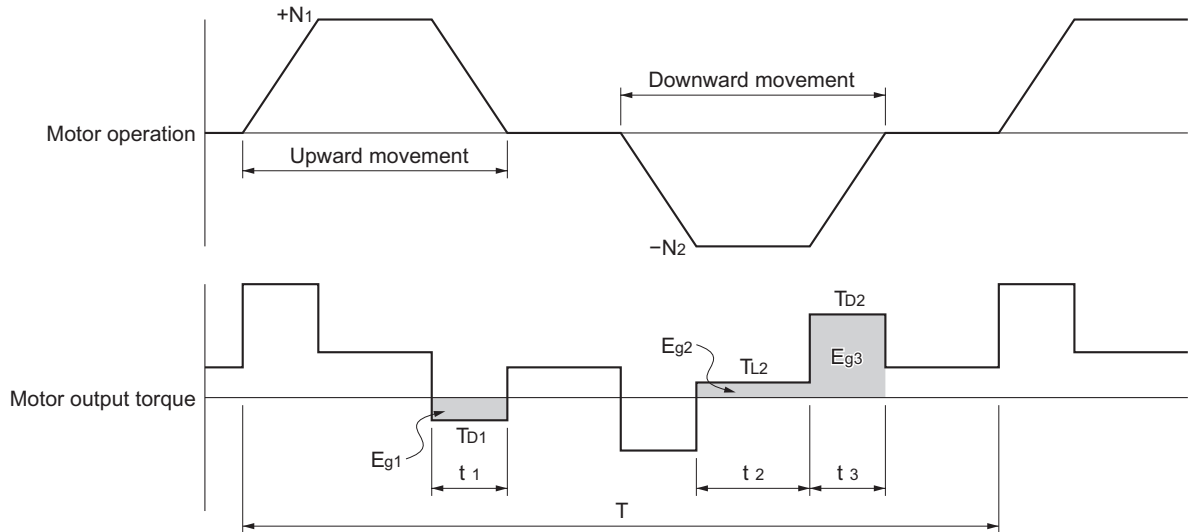 +N1
Downward movement
Motor operation
Upward movement
−N2
TD2
Eg2
TL2
Eg3
Motor output torque
TD1
Eg1
t 1
t 2
t 3
T